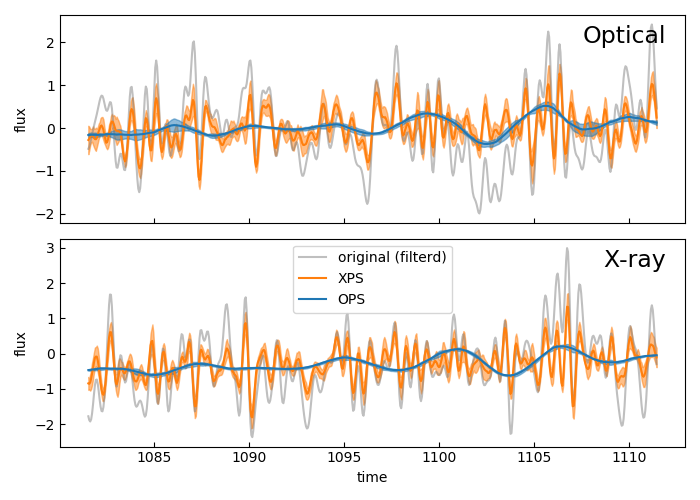 Optical
flux
2
1
0
−1
−2
X-ray
flux
3
2
1
0
−1
−2
original (filterd)
XPS
OPS
1085 1090 1095 1100 1105 1110
time